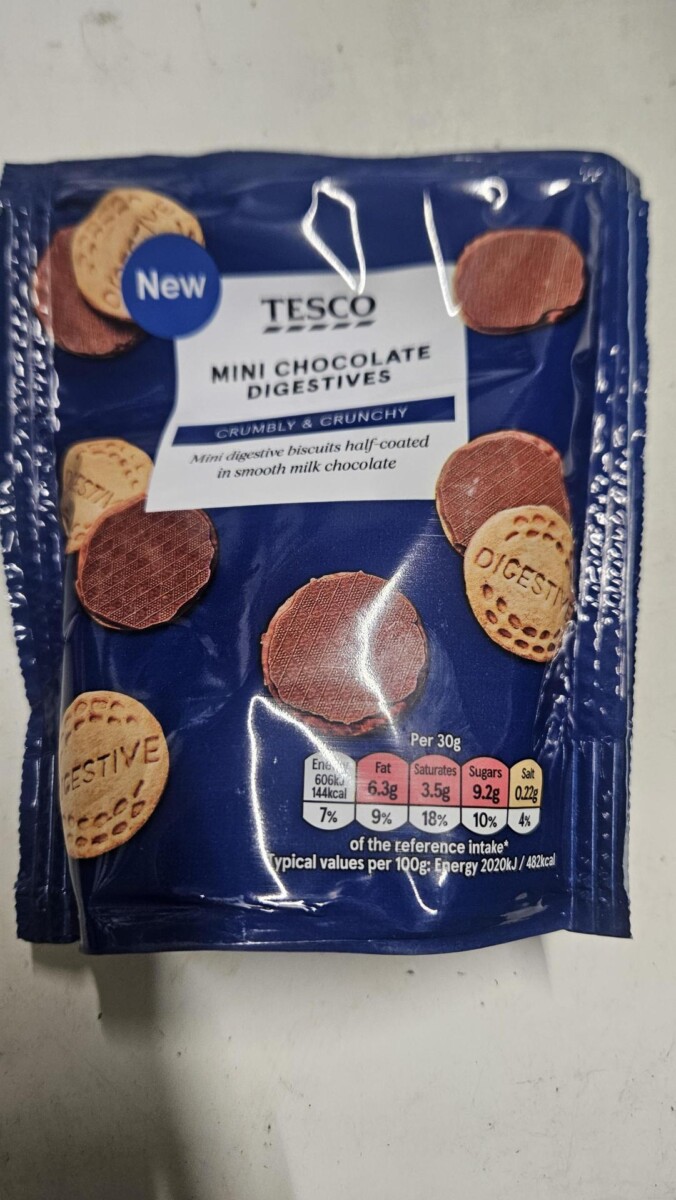 New
TESCO
MINI CHOCOLATE
DIGESTIVES
CRUMBLY & CRUNCHY
Mini digestive biscuits half-coated
in smooth milk chocolate
DIGESTIVE
DIGESTIVE
GESTIVE
Per 30g
Energy Fat Saturates Sugars Salt
606kJ
144kcal 6.3g 3.5g 9.2g 0.22g
7% 9% 18% 10% 4%
of the reference intake*
Typical values per 100g: Energy 2020kJ / 482kcal